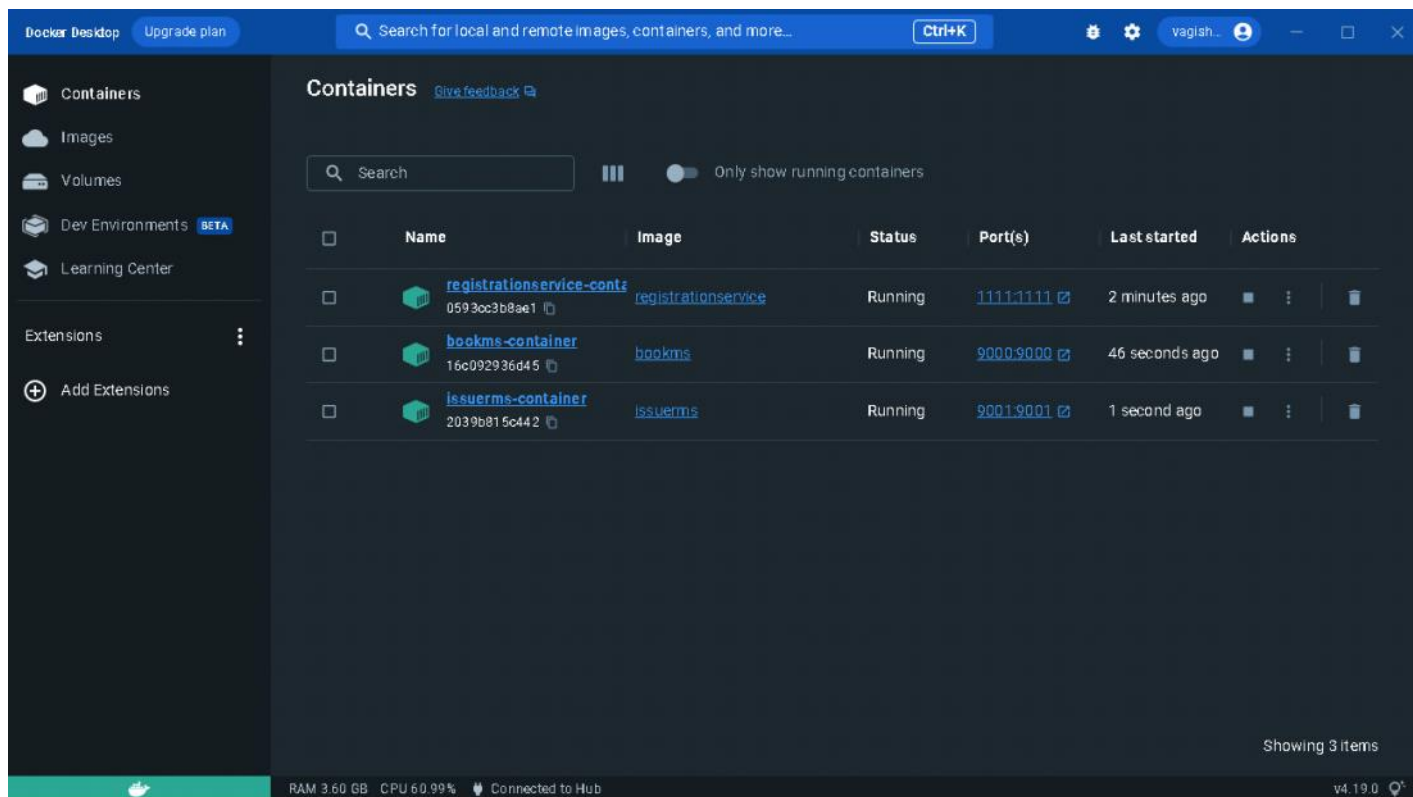 Docker Desktop Upgrade plan Search for local and remote images, containers, and more... Ctrl+K vagish...
Containers
Images
Volumes
Dev Environments BETA
Learning Center
Extensions
Add Extensions
Containers Give feedback
Search Only show running containers
Name Image Status Port(s) Last started Actions
registrationservice-conta registrationservice Running 1111:1111 2 minutes ago
0593cc3b8ae1
bookms-container bookms Running 9000:9000 46 seconds ago
16c092936d45
issuerms-container issuerms Running 9001:9001 1 second ago
2039b815c442
Showing 3 items
RAM 3.60 GB CPU 60.99% Connected to Hub v4.19.0